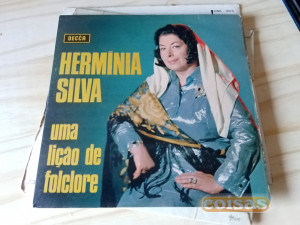 DECCA
HERMÍNIA
SILVA
uma
lição de
folclore
coisas